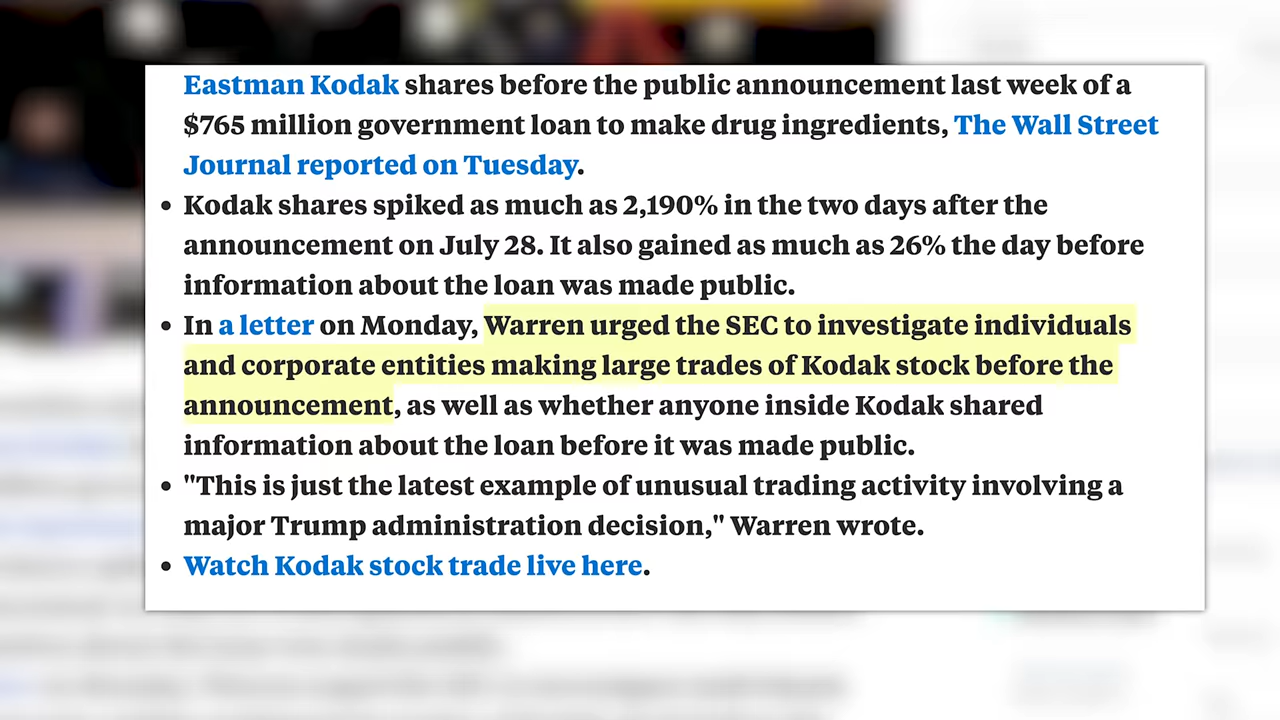 Eastman Kodak shares before the public announcement last week of a
$765 million government loan to make drug ingredients, The Wall Street
Journal reported on Tuesday.
• Kodak shares spiked as much as 2,190% in the two days after the
announcement on July 28. It also gained as much as 26% the day before
information about the loan was made public.
• In a letter on Monday, Warren urged the SEC to investigate individuals
and corporate entities making large trades of Kodak stock before the
announcement, as well as whether anyone inside Kodak shared
information about the loan before it was made public.
• "This is just the latest example of unusual trading activity involving a
major Trump administration decision," Warren wrote.
• Watch Kodak stock trade live here.